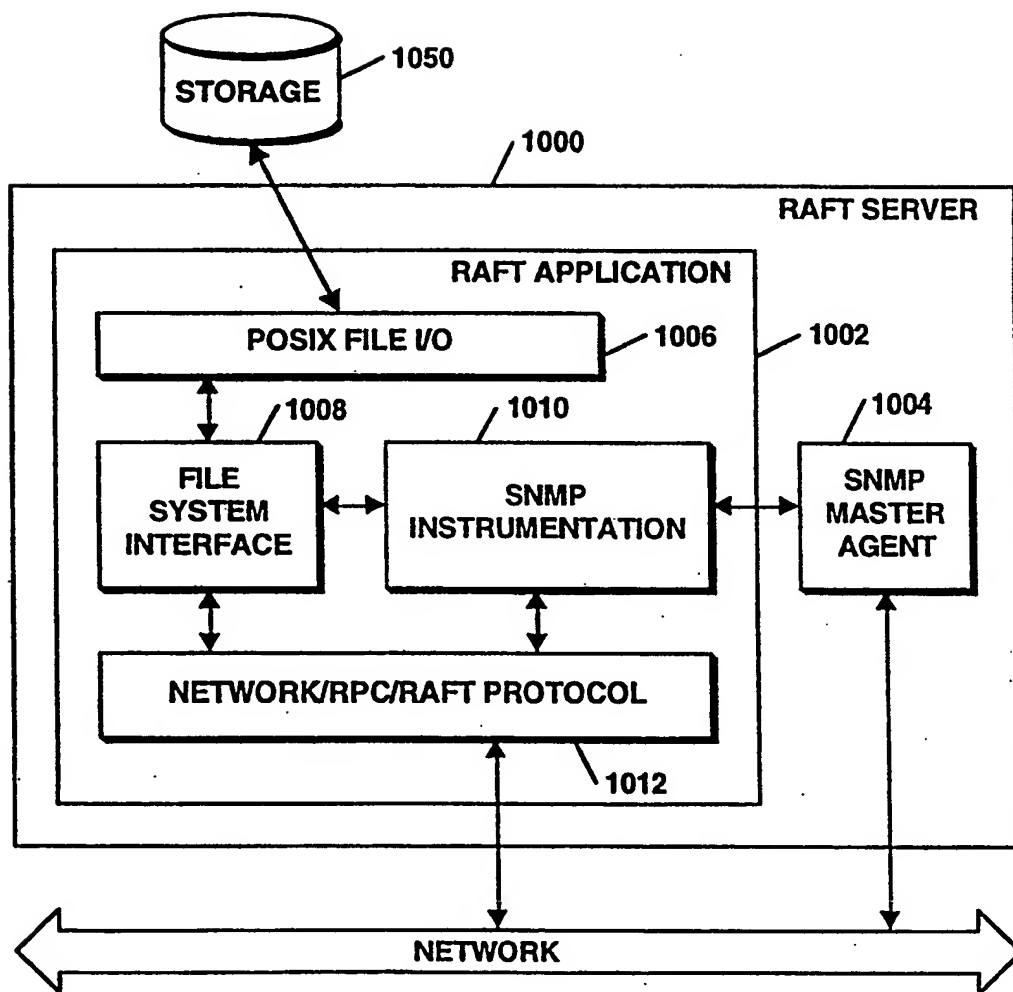 STORAGE
1050
1000
RAFT SERVER
RAFT APPLICATION
POSIX FILE I/O
1006
1002
1008
1010
1004
FILE
SYSTEM
INTERFACE
SNMP
INSTRUMENTATION
SNMP
MASTER
AGENT
NETWORK/RPC/RAFT PROTOCOL
1012
NETWORK